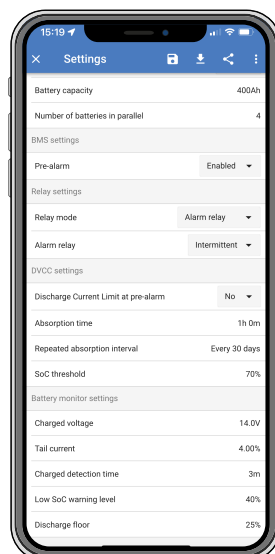 15:19
Settings
Battery capacity 400Ah
Number of batteries in parallel 4
BMS settings
Pre-alarm Enabled
Relay settings
Relay mode Alarm relay
Alarm relay Intermittent
DVCC settings
Discharge Current Limit at pre-alarm No
Absorption time 1h 0m
Repeated absorption interval Every 30 days
SoC threshold 70%
Battery monitor settings
Charged voltage 14.0V
Tail current 4.00%
Charged detection time 3m
Low SoC warning level 40%
Discharge floor 25%